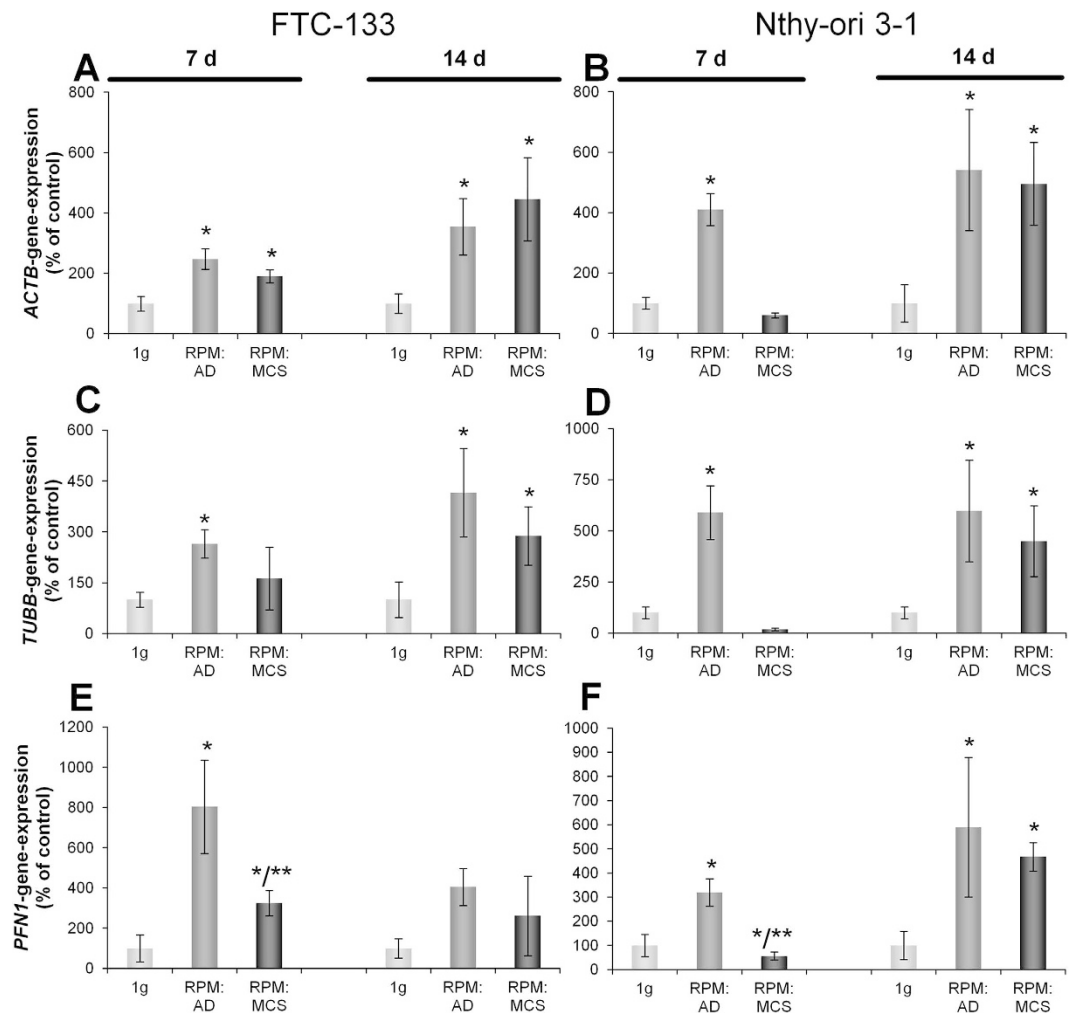 FTC-133
Nthy-ori 3-1
A
7 d
14 d
ACTB-gene-expression
(% of control)
800
600
400
200
0
*
*
*
*
1g
RPM:
AD
RPM:
MCS
1g
RPM:
AD
RPM:
MCS
B
7 d
14 d
800
600
400
200
0
*
*
*
1g
RPM:
AD
RPM:
MCS
1g
RPM:
AD
RPM:
MCS
C
TUBB-gene-expression
(% of control)
600
450
300
150
0
*
*
*
1g
RPM:
AD
RPM:
MCS
1g
RPM:
AD
RPM:
MCS
D
1000
750
500
250
0
*
*
*
1g
RPM:
AD
RPM:
MCS
1g
RPM:
AD
RPM:
MCS
E
PFN1-gene-expression
(% of control)
1200
1000
800
600
400
200
0
*
*/**
1g
RPM:
AD
RPM:
MCS
1g
RPM:
AD
RPM:
MCS
F
1000
900
800
700
600
500
400
300
200
100
0
*
*/**
*
*
1g
RPM:
AD
RPM:
MCS
1g
RPM:
AD
RPM:
MCS